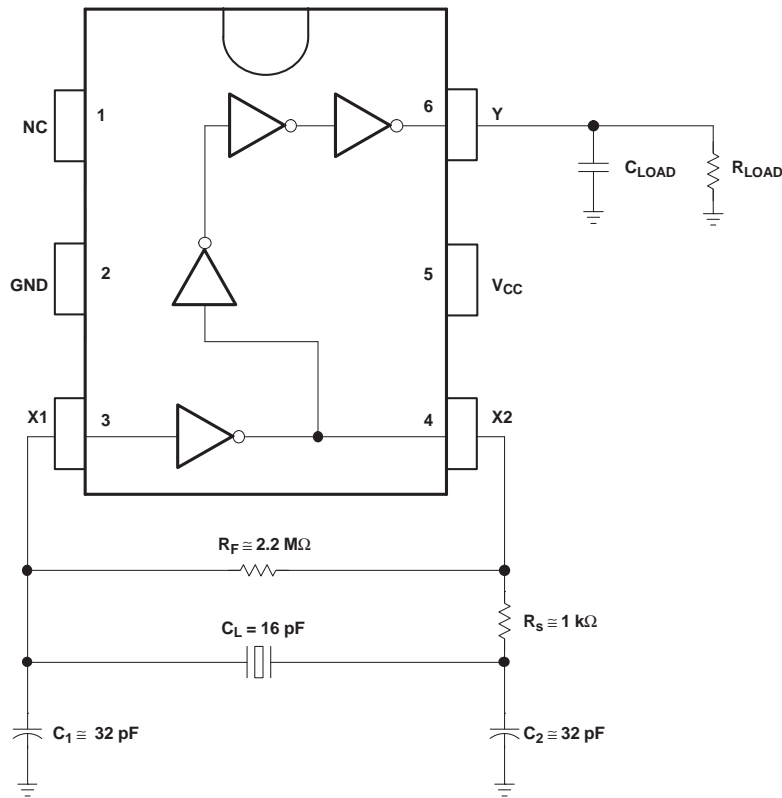 1
NC
6
Y
C_LOAD
R_LOAD
2
GND
5
V_CC
X1
3
4
X2
R_F ≅ 2.2 MΩ
R_s ≅ 1 kΩ
C_L = 16 pF
C_1 ≅ 32 pF
C_2 ≅ 32 pF